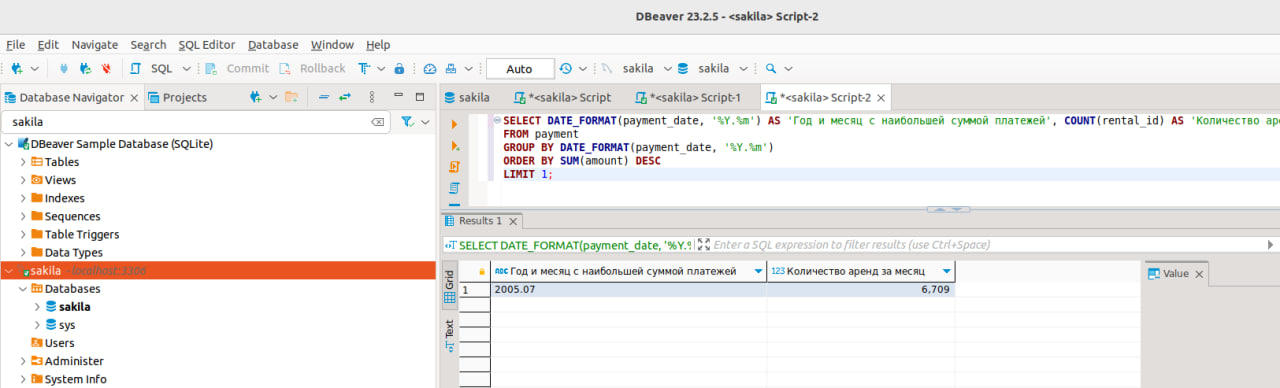 DBeaver 23.2.5 - <sakila> Script-2
File Edit Navigate Search SQL Editor Database Window Help
SQL Commit Rollback Auto sakila sakila
Database Navigator Projects
sakila
DBeaver Sample Database (SQLite)
Tables
Views
Indexes
Sequences
Table Triggers
Data Types
sakila - localhost:3306
Databases
sakila
sys
Users
Administer
System Info
sakila *<sakila> Script *<sakila> Script-1 *<sakila> Script-2
SELECT DATE_FORMAT(payment_date, '%Y.%m') AS 'Год и месяц с наибольшей суммой платежей', COUNT(rental_id) AS 'Количество аре
FROM payment
GROUP BY DATE_FORMAT(payment_date, '%Y.%m')
ORDER BY SUM(amount) DESC
LIMIT 1;
Results 1
SELECT DATE_FORMAT(payment_date, '%Y.% Enter a SQL expression to filter results (use Ctrl+Space)
Grid
Text
ABC Год и месяц с наибольшей суммой платежей 123 Количество аренд за месяц
1 2005.07 6,709
Value